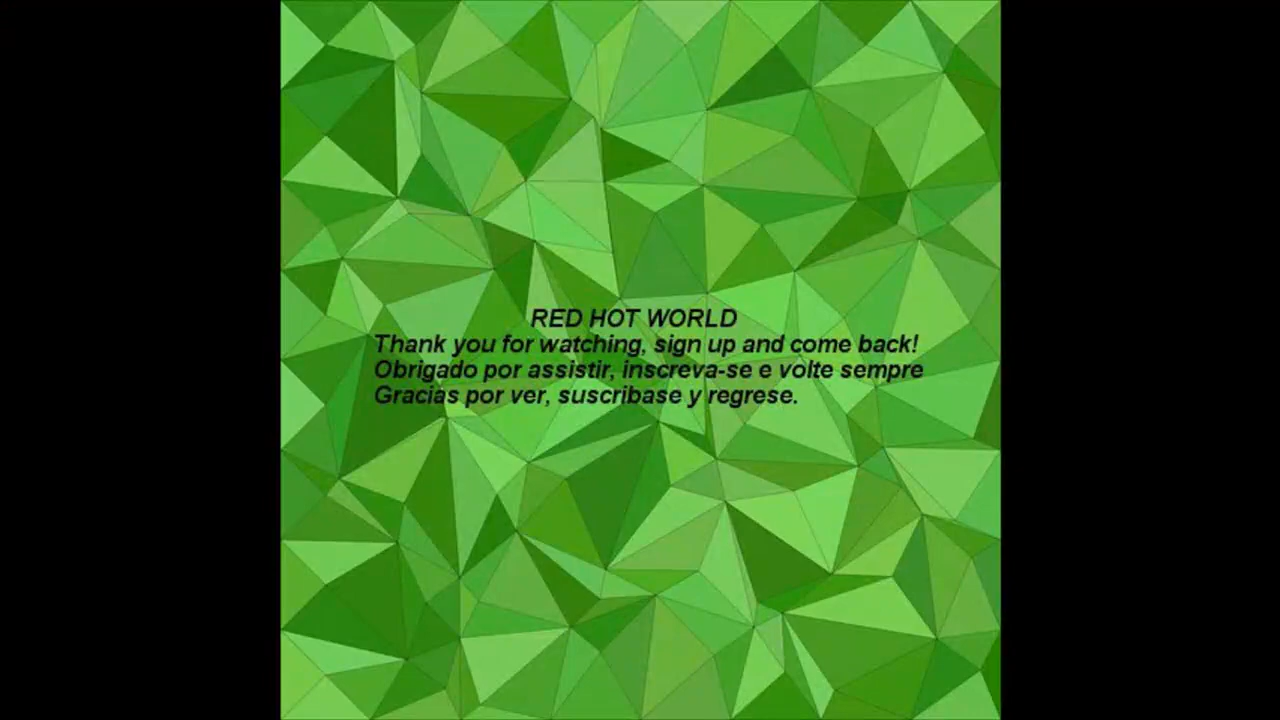 RED HOT WORLD
Thank you for watching, sign up and come back!
Obrigado por assistir, inscreva-se e volte sempre
Gracias por ver, suscribase y regrese.